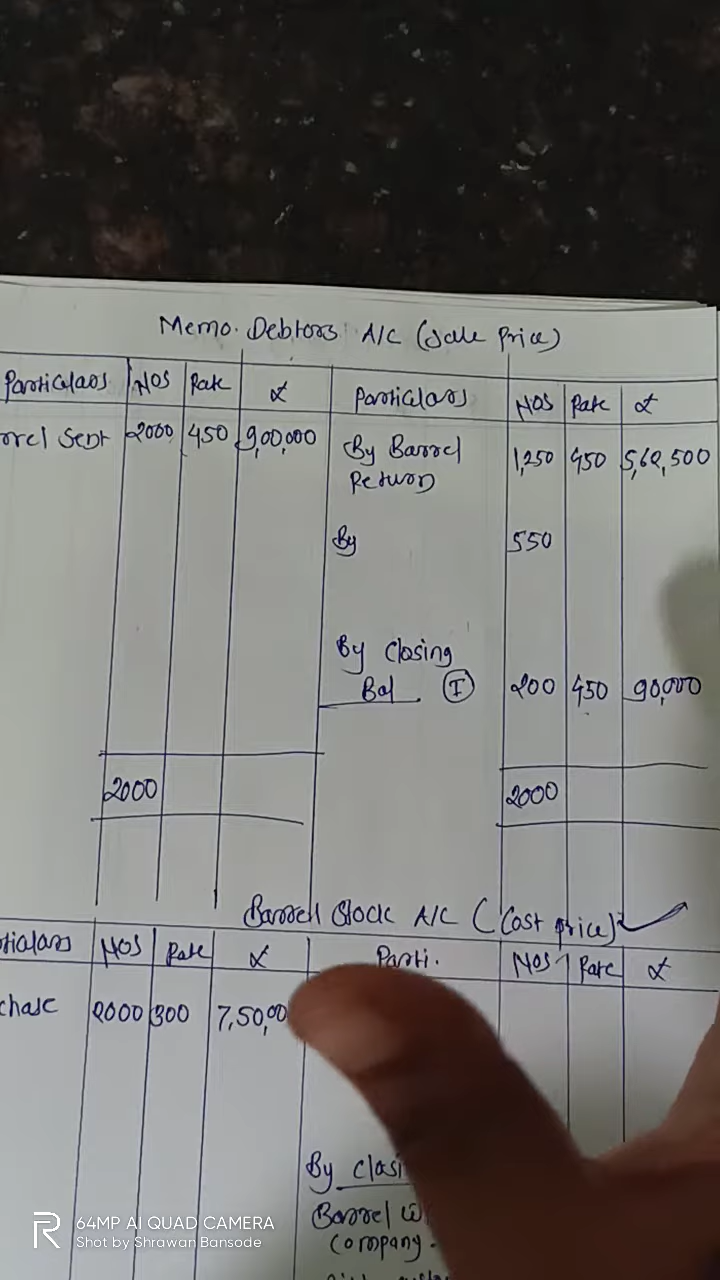 Memo. Debtors A/C (Sale price)
Particulars NOS Rate ₹ Particulars NOS Rate ₹
rrel Sent 2000 450 9,00,000 By Barrel 1,250 450 5,62,500
Return
By 550
By Closing
Bal I 200 450 90,000
2000 2000
Barrell Stock A/C (Cost price)
ticulars NOS Rate ₹ Parti. NOS Rate ₹
chase 2000 300 7,50,00
By closi
Barrel
Company.
64MP AI QUAD CAMERA
Shot by Shrawan Bansode